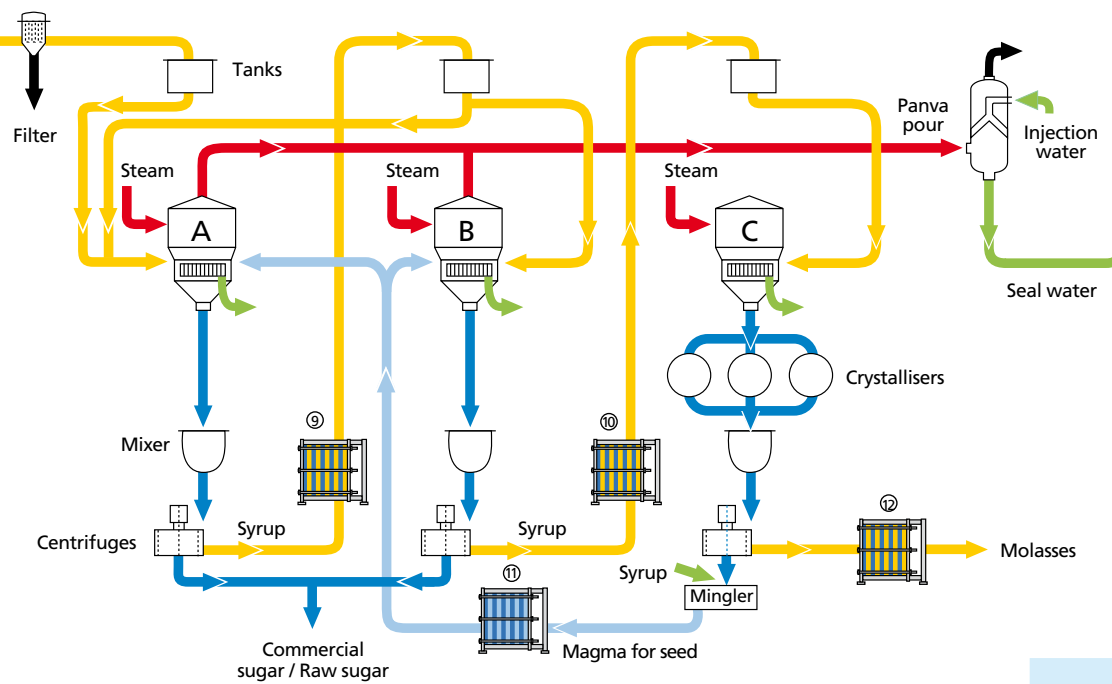 Filter
Tanks
Panva
pour
Injection
water
Steam
Steam
Steam
A
B
C
Seal water
Crystallisers
Mixer
⑨
⑩
⑫
Centrifuges
Syrup
Syrup
Molasses
⑪
Syrup
Mingler
Magma for seed
Commercial
sugar / Raw sugar